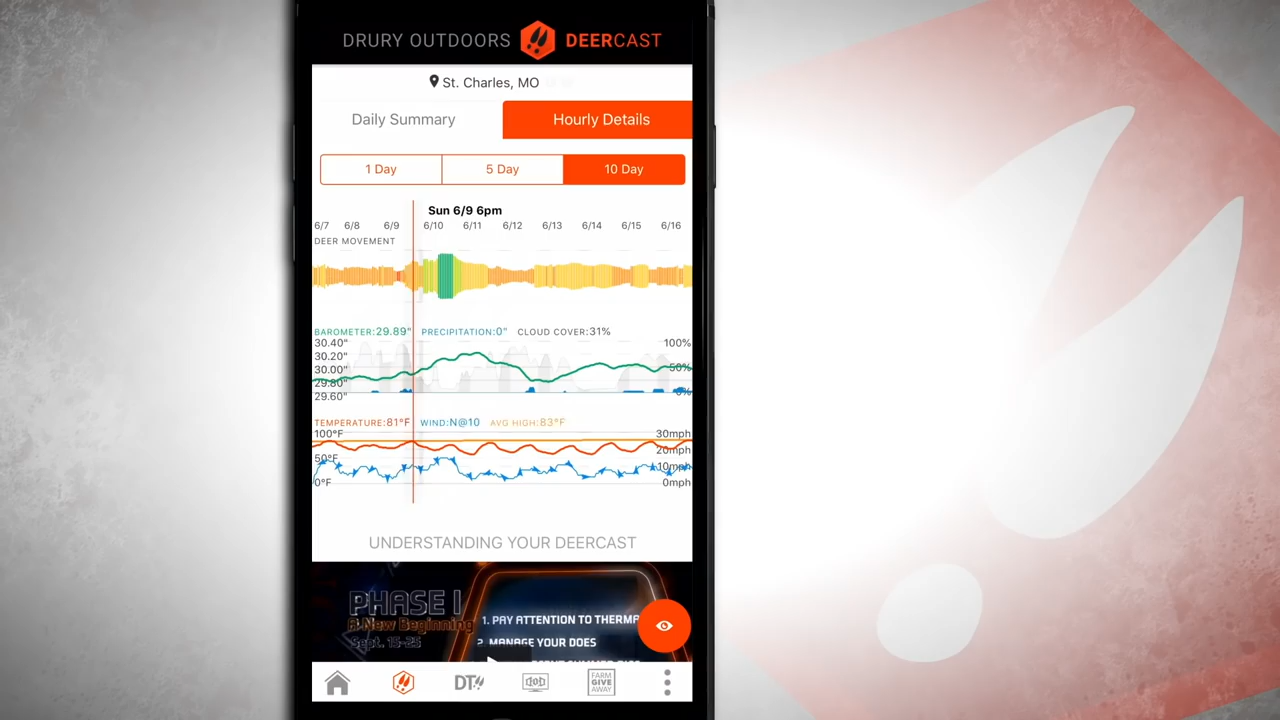 DRURY OUTDOORS DEERCAST
St. Charles, MO
Daily Summary Hourly Details
1 Day 5 Day 10 Day
Sun 6/9 6pm
6/7 6/8 6/9 6/10 6/11 6/12 6/13 6/14 6/15 6/16
DEER MOVEMENT
BAROMETER:29.89" PRECIPITATION:0" CLOUD COVER:31%
30.40" 100%
30.20"
30.00" 50%
29.80" 0%
29.60"
TEMPERATURE:81°F WIND:N@10 AVG HIGH:83°F
100°F 30mph
20mph
50°F 10mph
0°F 0mph
UNDERSTANDING YOUR DEERCAST
PHASE I
A New Beginning
Sept. 15-25
1. PAY ATTENTION TO THERMA
2. MANAGE YOUR DOES
DT
DOD
FARM
GIVE
AWAY